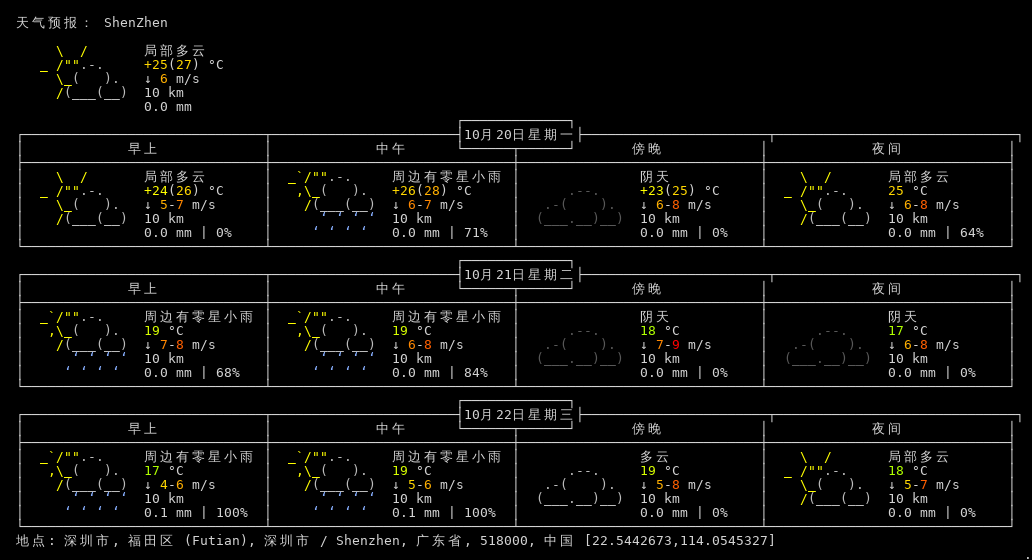 天气预报： ShenZhen
局部多云
+25(27) °C
↓ 6 m/s
10 km
0.0 mm
10月20日星期一
早上 中午 傍晚 夜间
局部多云 周边有零星小雨 阴天 局部多云
+24(26) °C +26(28) °C +23(25) °C 25 °C
↓ 5-7 m/s ↓ 6-7 m/s ↓ 6-8 m/s ↓ 6-8 m/s
10 km 10 km 10 km 10 km
0.0 mm | 0% 0.0 mm | 71% 0.0 mm | 0% 0.0 mm | 64%
10月21日星期二
早上 中午 傍晚 夜间
周边有零星小雨 周边有零星小雨 阴天 阴天
19 °C 19 °C 18 °C 17 °C
↓ 7-8 m/s ↓ 6-8 m/s ↓ 7-9 m/s ↓ 6-8 m/s
10 km 10 km 10 km 10 km
0.0 mm | 68% 0.0 mm | 84% 0.0 mm | 0% 0.0 mm | 0%
10月22日星期三
早上 中午 傍晚 夜间
周边有零星小雨 周边有零星小雨 多云 局部多云
17 °C 19 °C 19 °C 18 °C
↓ 4-6 m/s ↓ 5-6 m/s ↓ 5-8 m/s ↓ 5-7 m/s
10 km 10 km 10 km 10 km
0.1 mm | 100% 0.1 mm | 100% 0.0 mm | 0% 0.0 mm | 0%
地点: 深圳市, 福田区 (Futian), 深圳市 / Shenzhen, 广东省, 518000, 中国 [22.5442673,114.0545327]